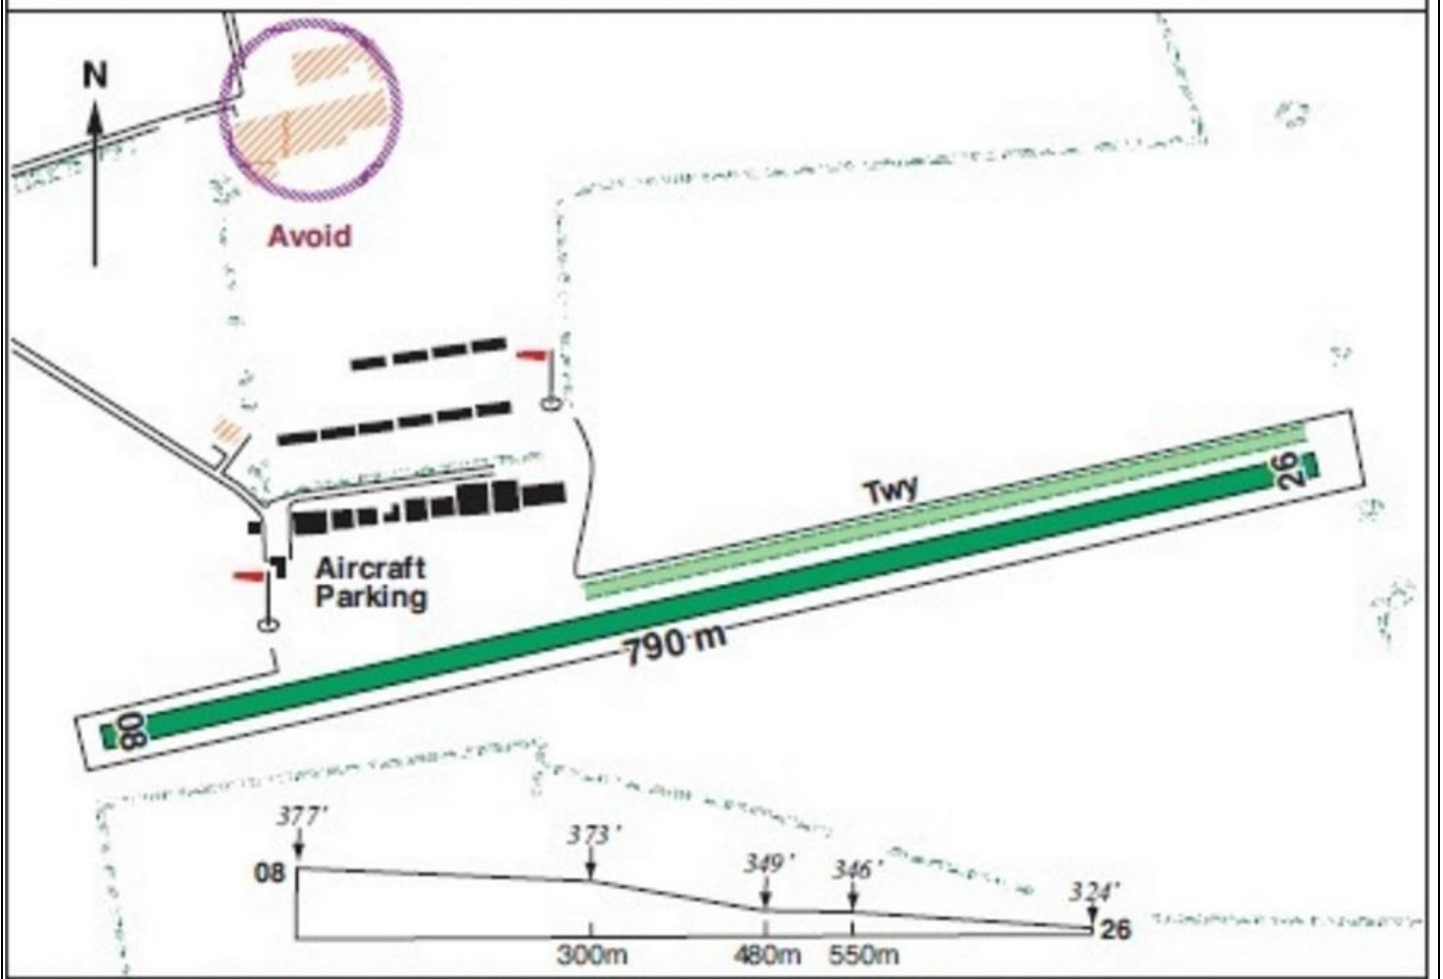 N
Avoid
Twy
26
Aircraft
Parking
790 m
08
377'
373'
349'
346'
324'
08
26
300m
480m
550m